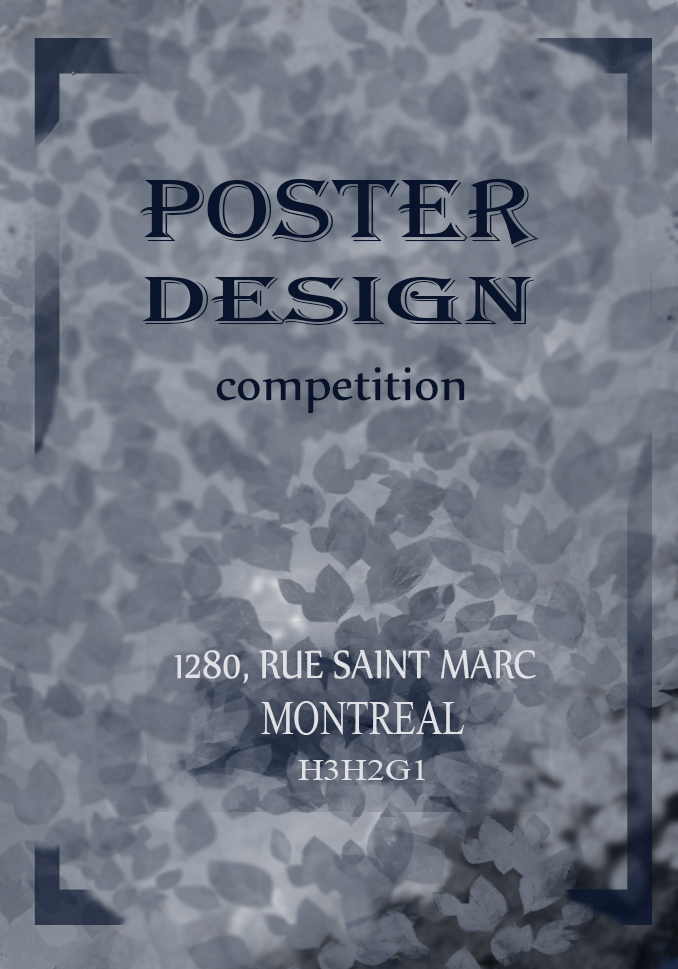 POSTER
DESIGN
competition
1280, RUE SAINT MARC
MONTREAL
H3H2G1